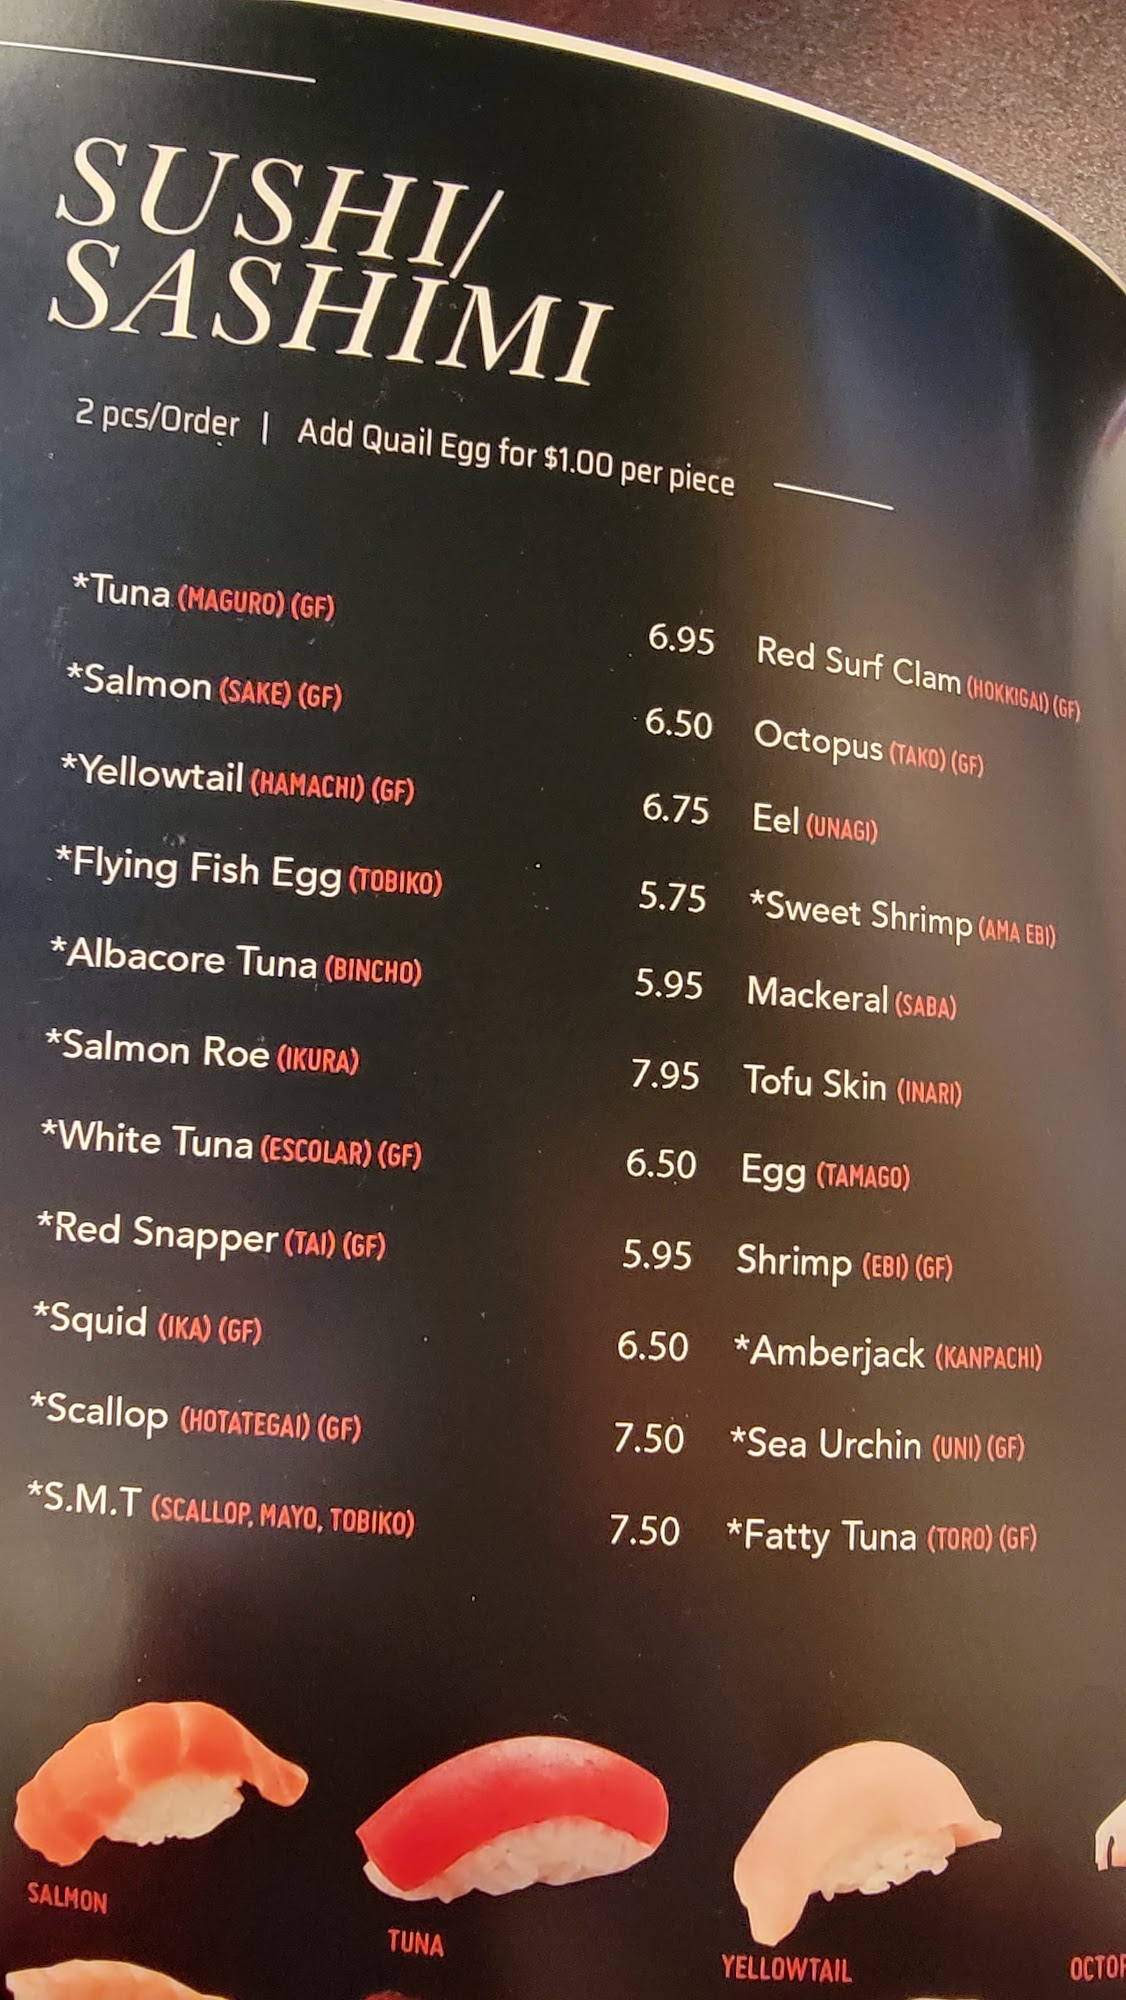 SUSHI/
SASHIMI
2 pcs/Order | Add Quail Egg for $1.00 per piece
*Tuna (MAGURO) (GF) 6.95
*Salmon (SAKE) (GF) 6.50
*Yellowtail (HAMACHI) (GF) 6.75
*Flying Fish Egg (TOBIKO) 5.75
*Albacore Tuna (BINCHO) 5.95
*Salmon Roe (IKURA) 7.95
*White Tuna (ESCOLAR) (GF) 6.50
*Red Snapper (TAI) (GF) 5.95
*Squid (IKA) (GF) 6.50
*Scallop (HOTATEGAI) (GF) 7.50
*S.M.T (SCALLOP, MAYO, TOBIKO) 7.50
Red Surf Clam (HOKKIGAI) (GF)
Octopus (TAKO) (GF)
Eel (UNAGI)
*Sweet Shrimp (AMA EBI)
Mackeral (SABA)
Tofu Skin (INARI)
Egg (TAMAGO)
Shrimp (EBI) (GF)
*Amberjack (KANPACHI)
*Sea Urchin (UNI) (GF)
*Fatty Tuna (TORO) (GF)
SALMON
TUNA
YELLOWTAIL